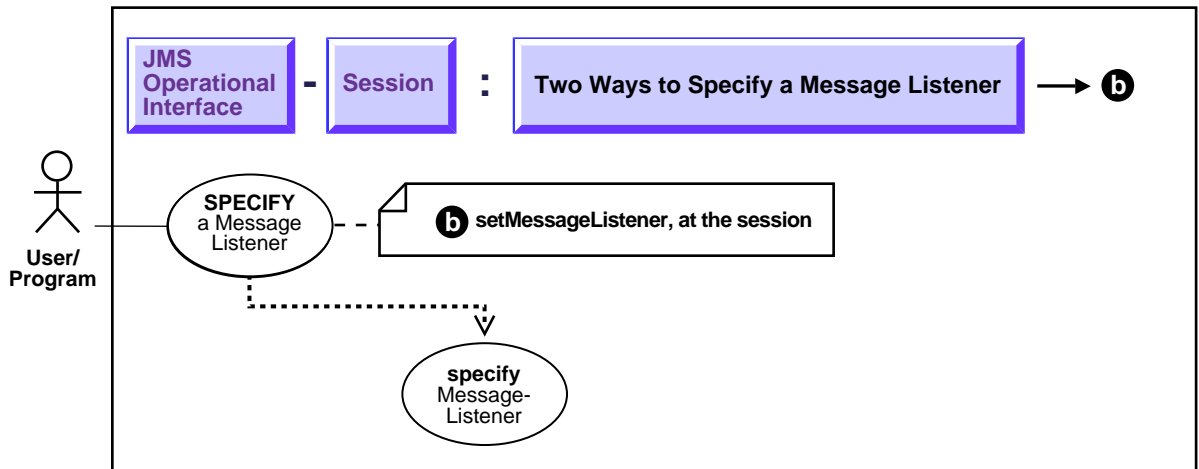 JMS
Operational
Interface
-
Session
:
Two Ways to Specify a Message Listener
b
SPECIFY
a Message
Listener
b setMessageListener, at the session
User/
Program
specify
Message-
Listener